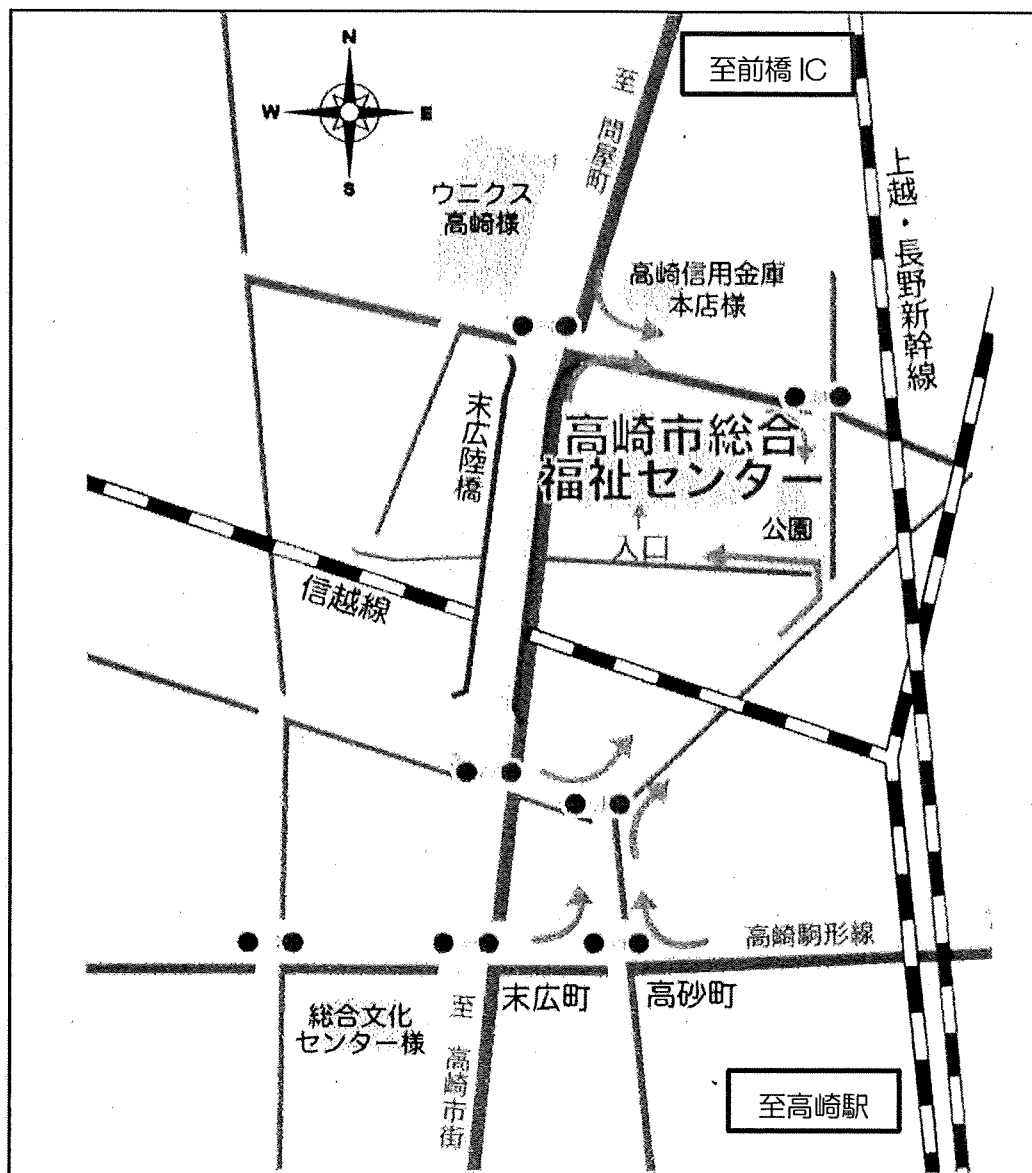 N
至前橋IC
W
E
S
至 問屋町
ウニクス
高崎様
上越・長野新幹線
高崎信用金庫
本店様
末広陸橋
高崎市総合
福祉センター
公園
入口
信越線
高崎駒形線
末広町
高砂町
総合文化
センター様
至 高崎市街
至高崎駅